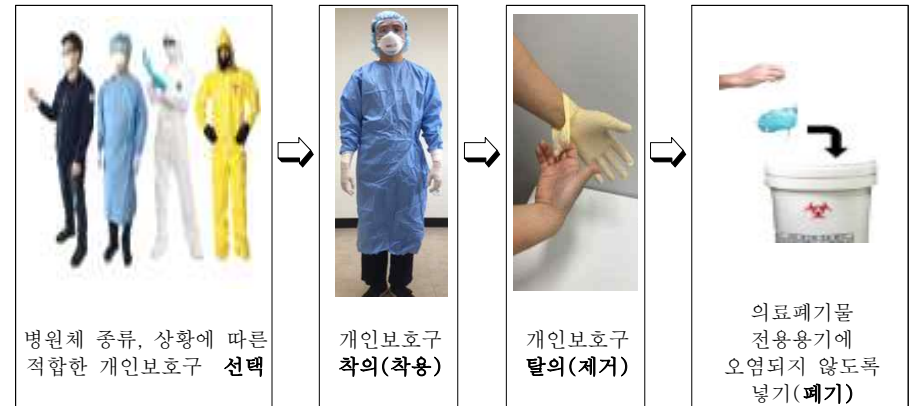 병원체 종류, 상황에 따른
적합한 개인보호구 선택
개인보호구
착의(착용)
개인보호구
탈의(제거)
의료폐기물
전용용기에
오염되지 않도록
넣기(폐기)